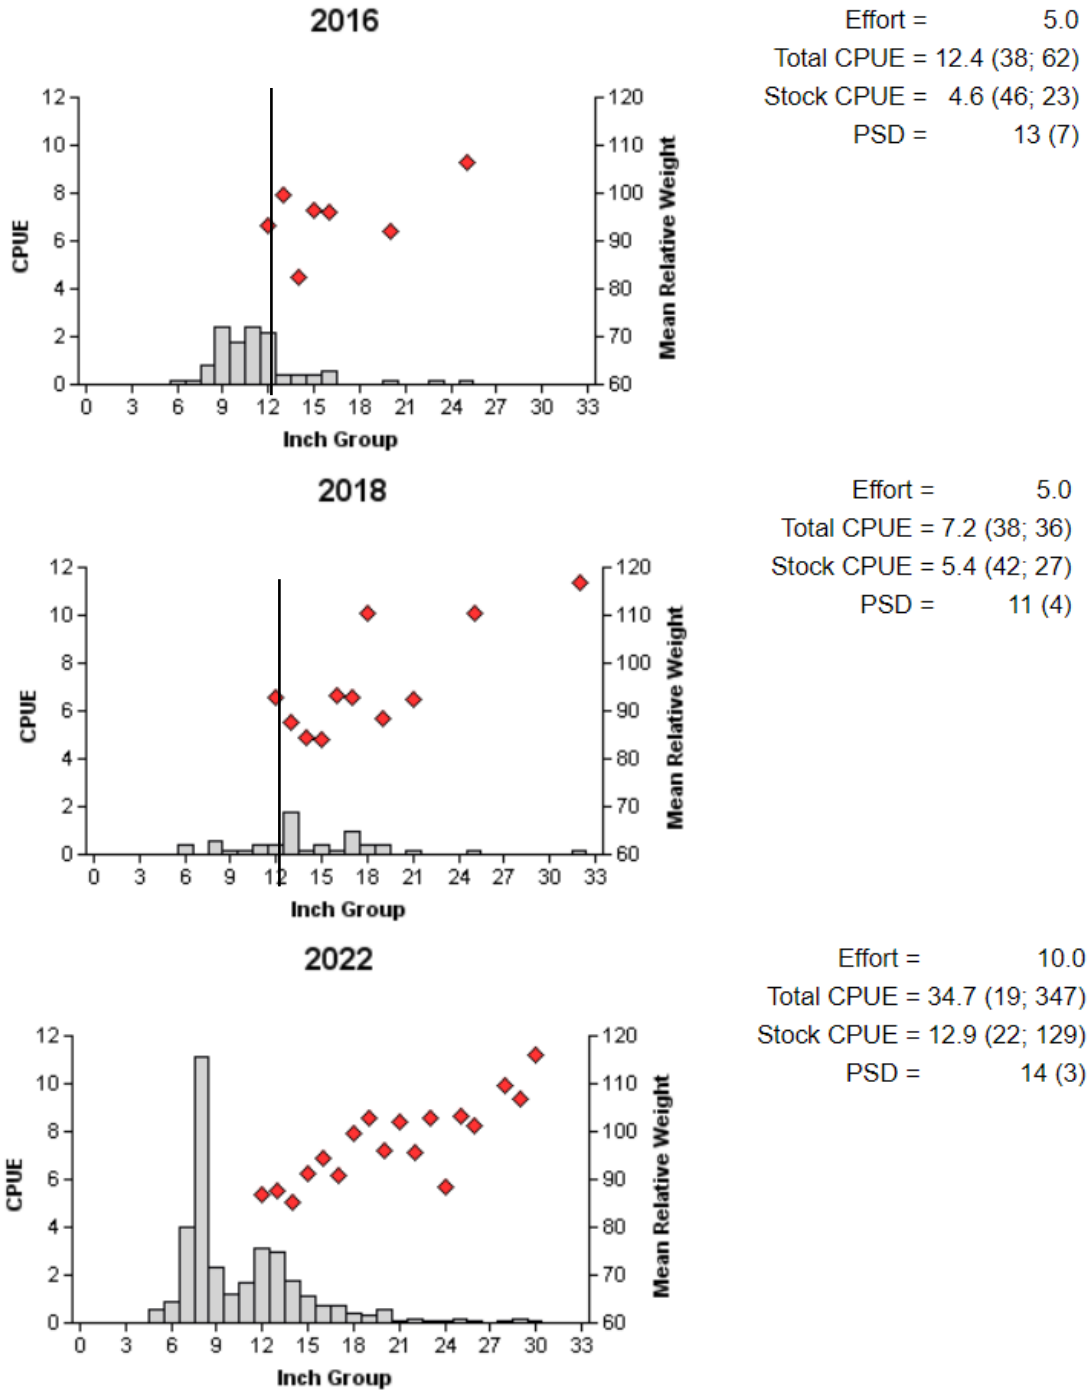 2016
Effort = 5.0
Total CPUE = 12.4 (38; 62)
Stock CPUE = 4.6 (46; 23)
PSD = 13 (7)
12 120
10 110
8 100
6 90
4 80
2 70
0 60
CPUE
Mean Relative Weight
0 3 6 9 12 15 18 21 24 27 30 33
Inch Group
2018
Effort = 5.0
Total CPUE = 7.2 (38; 36)
Stock CPUE = 5.4 (42; 27)
PSD = 11 (4)
12 120
10 110
8 100
6 90
4 80
2 70
0 60
CPUE
Mean Relative Weight
0 3 6 9 12 15 18 21 24 27 30 33
Inch Group
2022
Effort = 10.0
Total CPUE = 34.7 (19; 347)
Stock CPUE = 12.9 (22; 129)
PSD = 14 (3)
12 120
10 110
8 100
6 90
4 80
2 70
0 60
CPUE
Mean Relative Weight
0 3 6 9 12 15 18 21 24 27 30 33
Inch Group